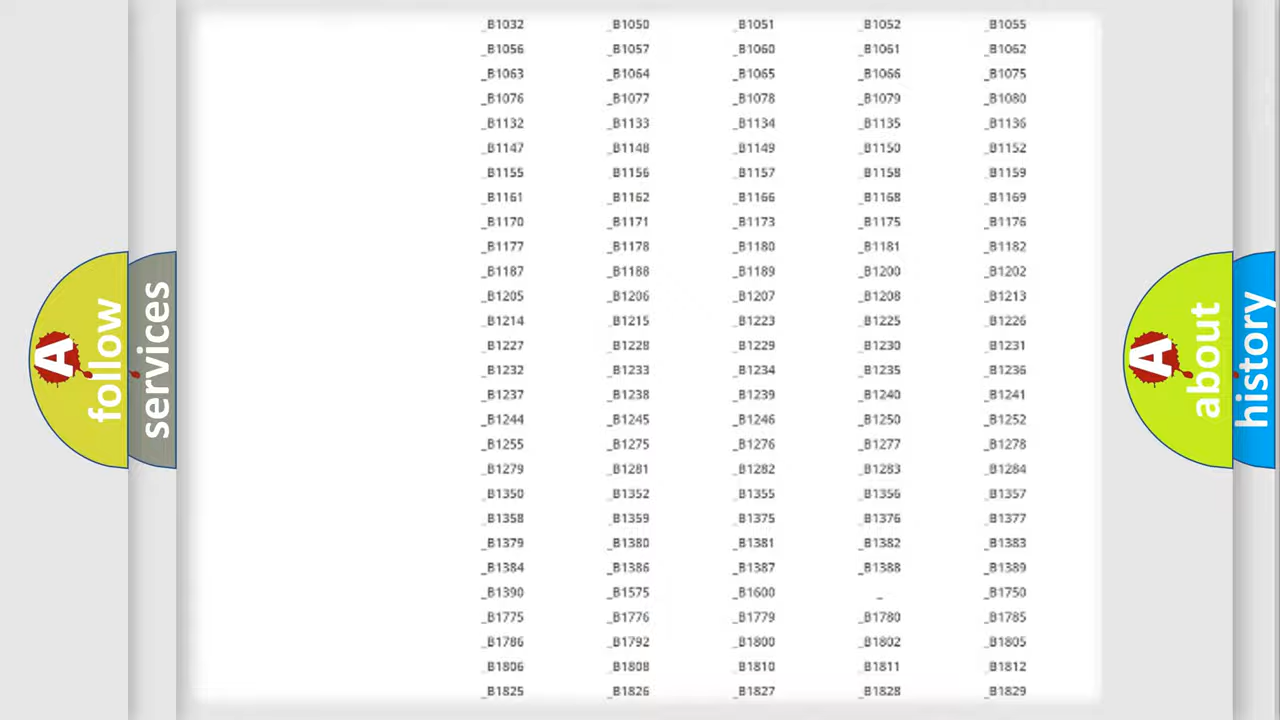 _B1032 _B1050 _B1051 _B1052 _B1055
_B1056 _B1057 _B1060 _B1061 _B1062
_B1063 _B1064 _B1065 _B1066 _B1075
_B1076 _B1077 _B1078 _B1079 _B1080
_B1132 _B1133 _B1134 _B1135 _B1136
_B1147 _B1148 _B1149 _B1150 _B1152
_B1155 _B1156 _B1157 _B1158 _B1159
_B1161 _B1162 _B1166 _B1168 _B1169
_B1170 _B1171 _B1173 _B1175 _B1176
_B1177 _B1178 _B1180 _B1181 _B1182
_B1187 _B1188 _B1189 _B1200 _B1202
_B1205 _B1206 _B1207 _B1208 _B1213
_B1214 _B1215 _B1223 _B1225 _B1226
_B1227 _B1228 _B1229 _B1230 _B1231
_B1232 _B1233 _B1234 _B1235 _B1236
_B1237 _B1238 _B1239 _B1240 _B1241
_B1244 _B1245 _B1246 _B1250 _B1252
_B1255 _B1275 _B1276 _B1277 _B1278
_B1279 _B1281 _B1282 _B1283 _B1284
_B1350 _B1352 _B1355 _B1356 _B1357
_B1358 _B1359 _B1375 _B1376 _B1377
_B1379 _B1380 _B1381 _B1382 _B1383
_B1384 _B1386 _B1387 _B1388 _B1389
_B1390 _B1575 _B1600 _ _B1750
_B1775 _B1776 _B1779 _B1780 _B1785
_B1786 _B1792 _B1800 _B1802 _B1805
_B1806 _B1808 _B1810 _B1811 _B1812
_B1825 _B1826 _B1827 _B1828 _B1829
A follow
services
A about
history